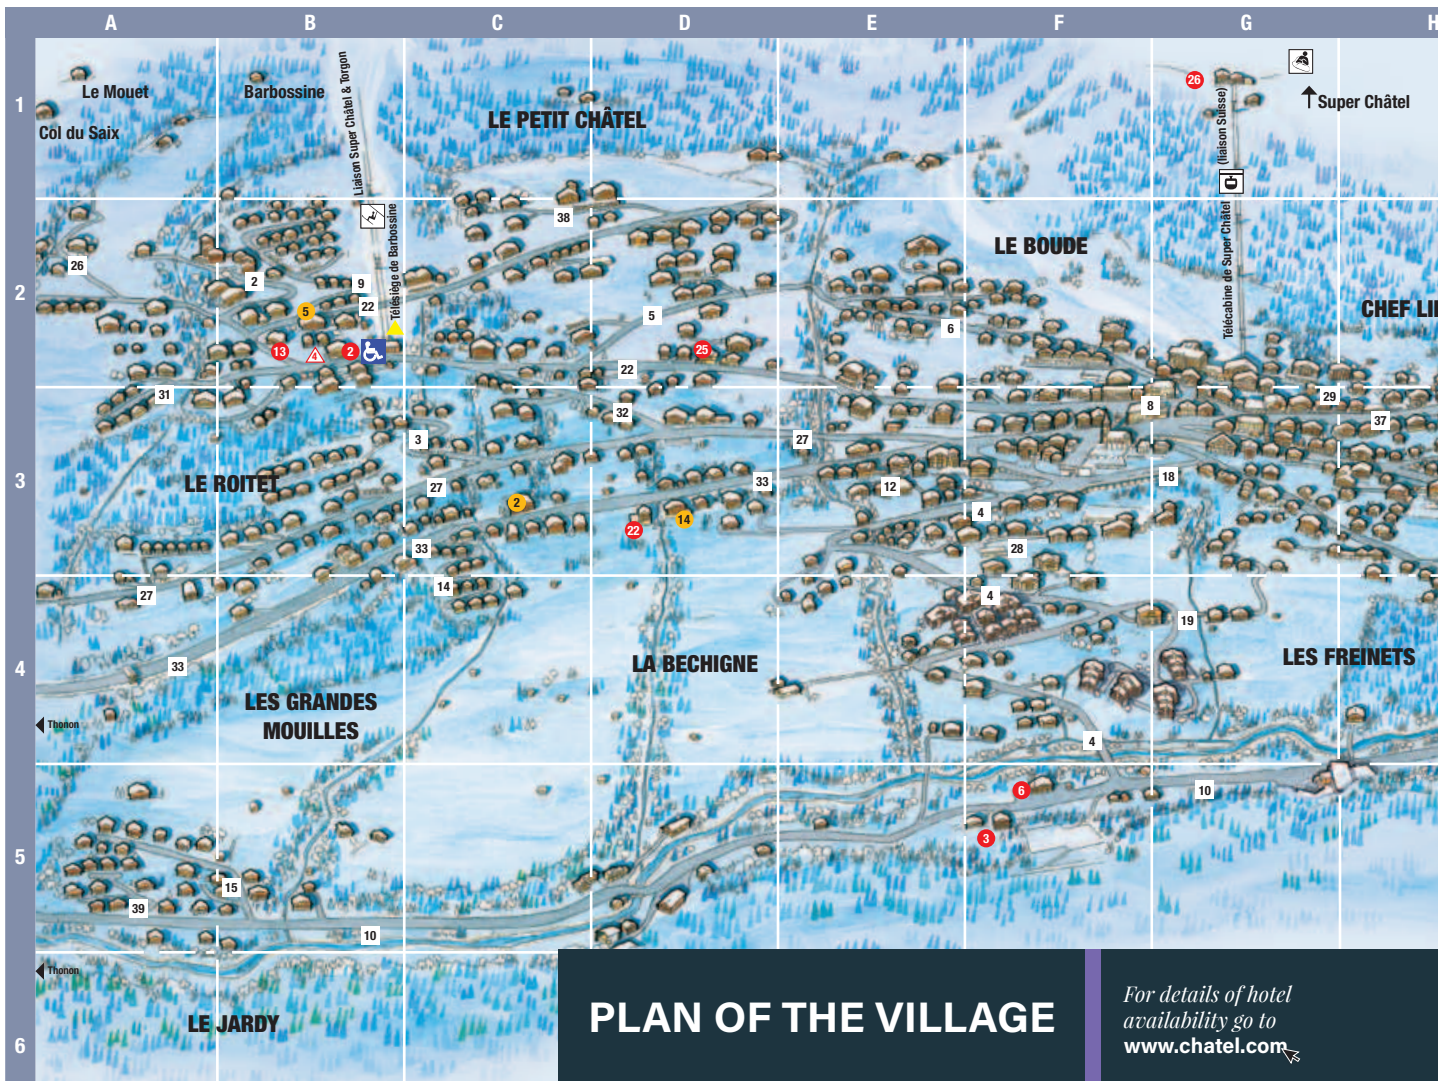 A B C D E F G H
1
Le Mouet
Col du Saix
Barbossine
Liaison Super Châtel & Torgon
LE PETIT CHÂTEL
26
(liaison Suisse)
Super Châtel
2
38
Télésiège de Barbossine
LE BOUDE
Télécabine de Super Châtel
26
2
9
22
5
5
6
CHEF LI
13
4
2
25
22
3
31
32
8
29
37
3
27
LE ROITET
27
33
12
18
2
14
22
4
33
28
4
27
14
4
19
33
LA BECHIGNE
LES FREINETS
LES GRANDES
MOUILLES
Thonon
4
5
6
10
3
15
39
10
6
Thonon
LE JARDY
PLAN OF THE VILLAGE
For details of hotel
availability go to
www.chatel.com